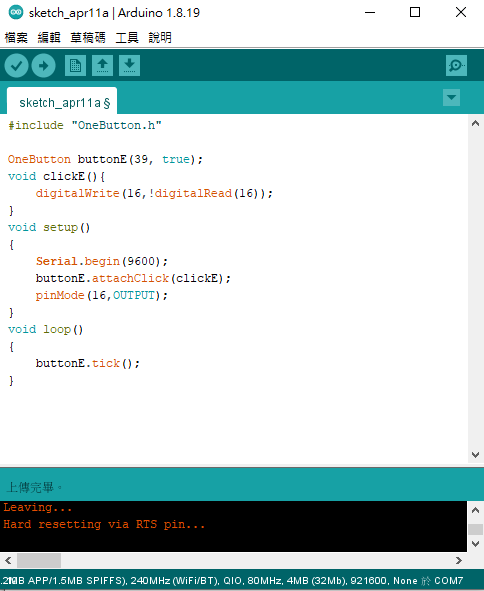 sketch_apr11a | Arduino 1.8.19
檔案 編輯 草稿碼 工具 說明
sketch_apr11a §
#include "OneButton.h"
OneButton buttonE(39, true);
void clickE(){
    digitalWrite(16,!digitalRead(16));
}
void setup()
{
    Serial.begin(9600);
    buttonE.attachClick(clickE);
    pinMode(16,OUTPUT);
}
void loop()
{
    buttonE.tick();
}
上傳完畢。
Leaving...
Hard resetting via RTS pin...
MB APP/1.5MB SPIFFS), 240MHz (WiFi/BT), QIO, 80MHz, 4MB (32Mb), 921600, None 於 COM7